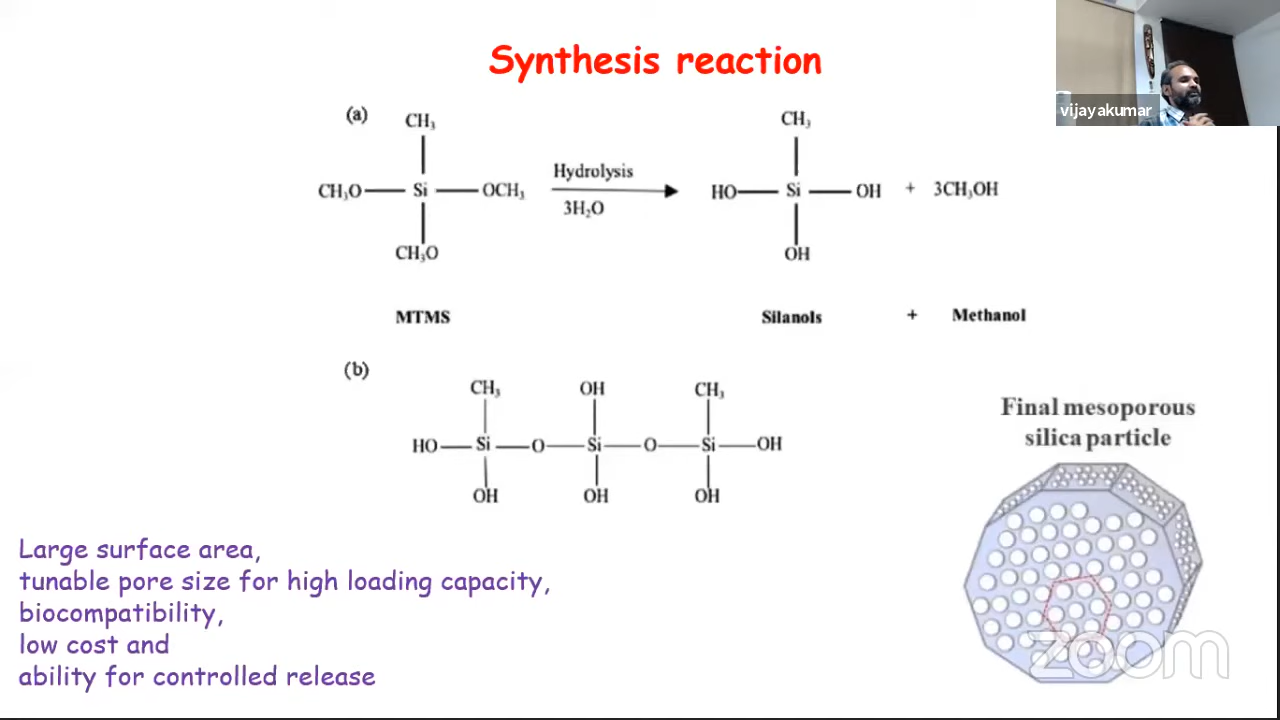 Synthesis reaction
vijayakumar
(a)
CH₃
CH₃O Si OCH₃
CH₃O
Hydrolysis
3H₂O
CH₃
HO Si OH + 3CH₃OH
OH
MTMS
Silanols + Methanol
(b)
CH₃ OH CH₃
HO Si O Si O Si OH
OH OH OH
Final mesoporous
silica particle
Large surface area,
tunable pore size for high loading capacity,
biocompatibility,
low cost and
ability for controlled release
zoom